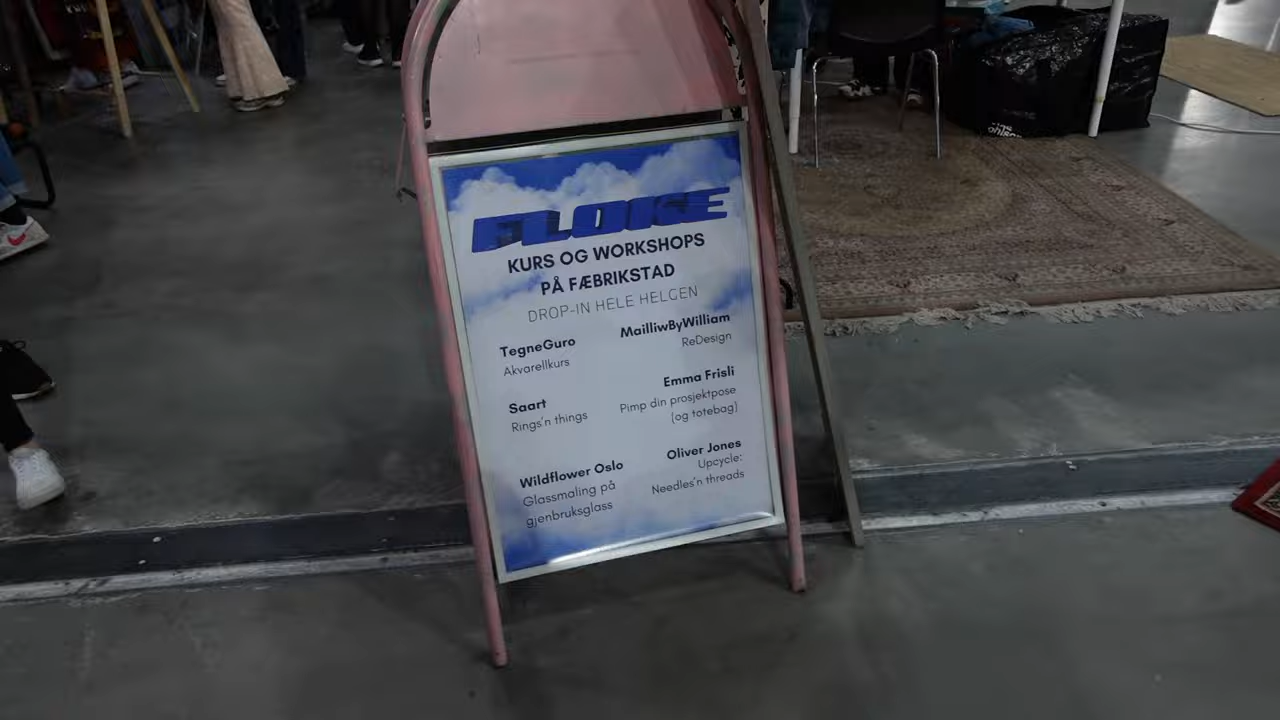 FLOKE
KURS OG WORKSHOPS
PÅ FÆBRIKSTAD
DROP-IN HELE HELGEN
TegneGuro
Akvarellkurs
MailliwByWilliam
ReDesign
Saart
Rings'n things
Emma Frisli
Pimp din prosjektpose
(og totebag)
Wildflower Oslo
Glassmaling på
gjenbruksglass
Oliver Jones
Upcycle:
Needles'n threads